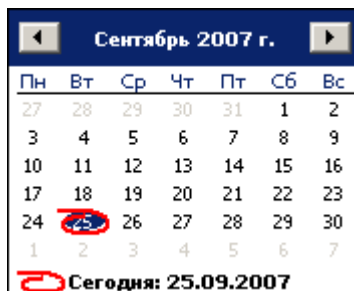 Сентябрь 2007 г.
Пн Вт Ср Чт Пт Сб Вс
27 28 29 30 31 1 2
3 4 5 6 7 8 9
10 11 12 13 14 15 16
17 18 19 20 21 22 23
24 25 26 27 28 29 30
1 2 3 4 5 6 7
Сегодня: 25.09.2007